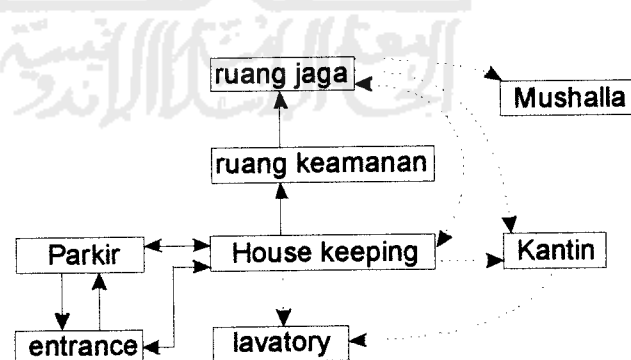 ruang jaga
Mushalla
ruang keamanan
Parkir
House keeping
Kantin
entrance
lavatory